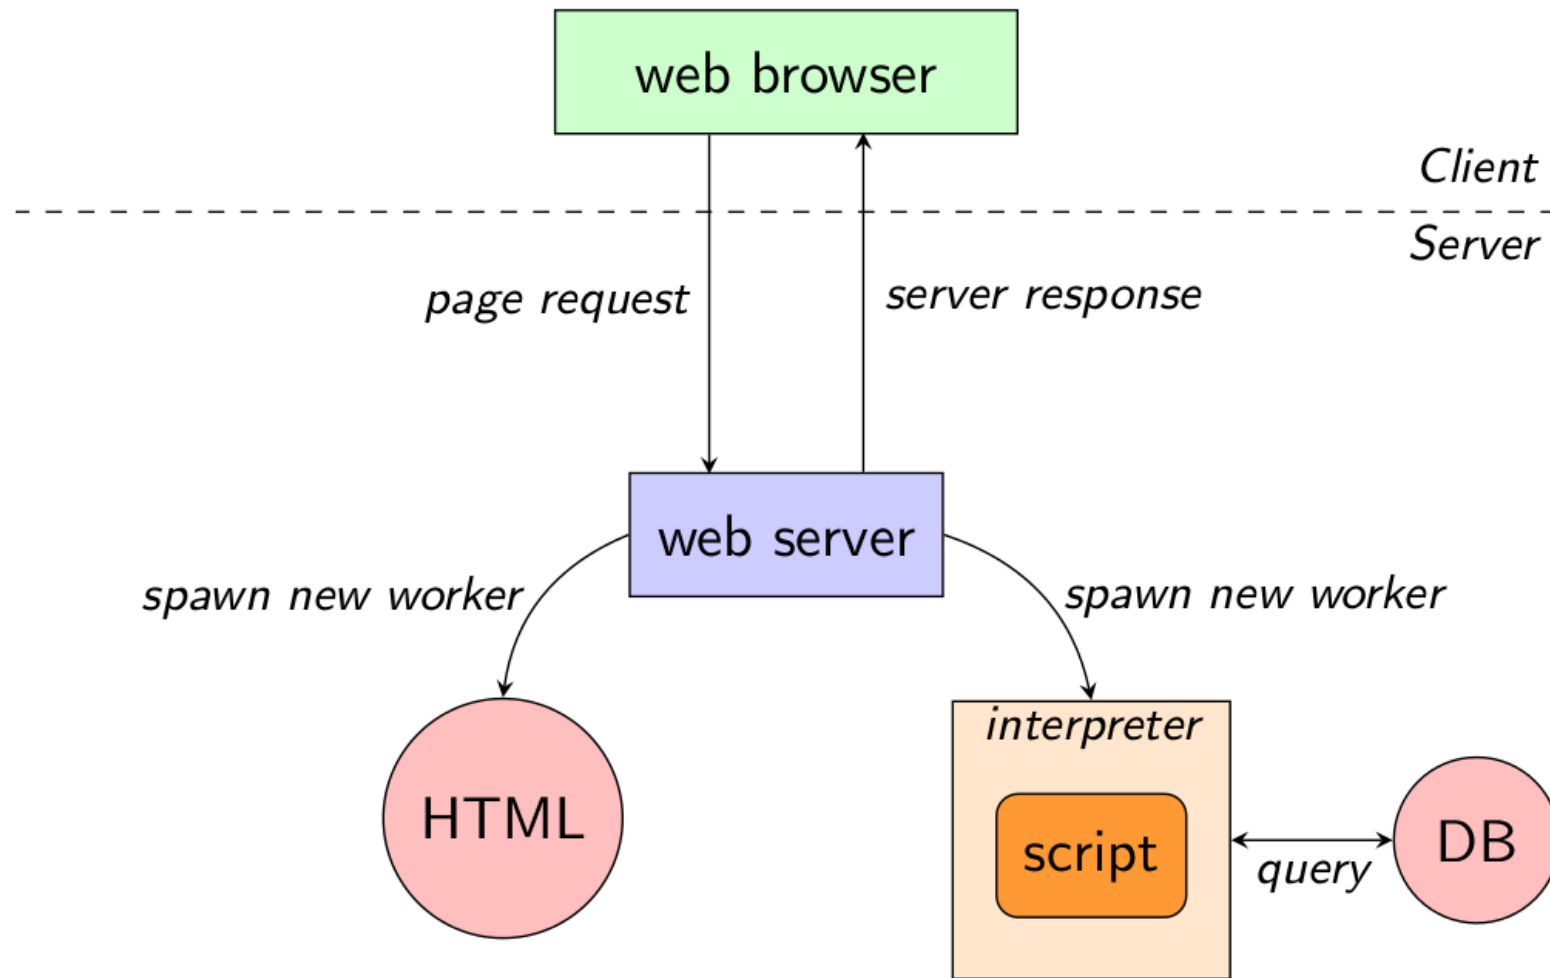 web browser
Client
Server
page request
server response
web server
spawn new worker
spawn new worker
interpreter
HTML
script
DB
query